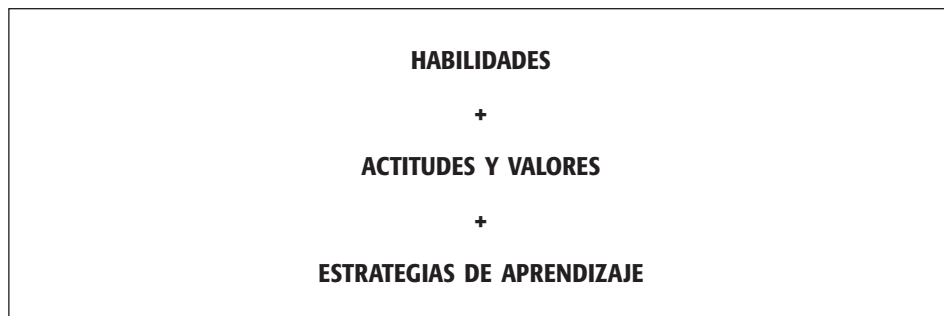 HABILIDADES
+
ACTITUDES Y VALORES
+
ESTRATEGIAS DE APRENDIZAJE